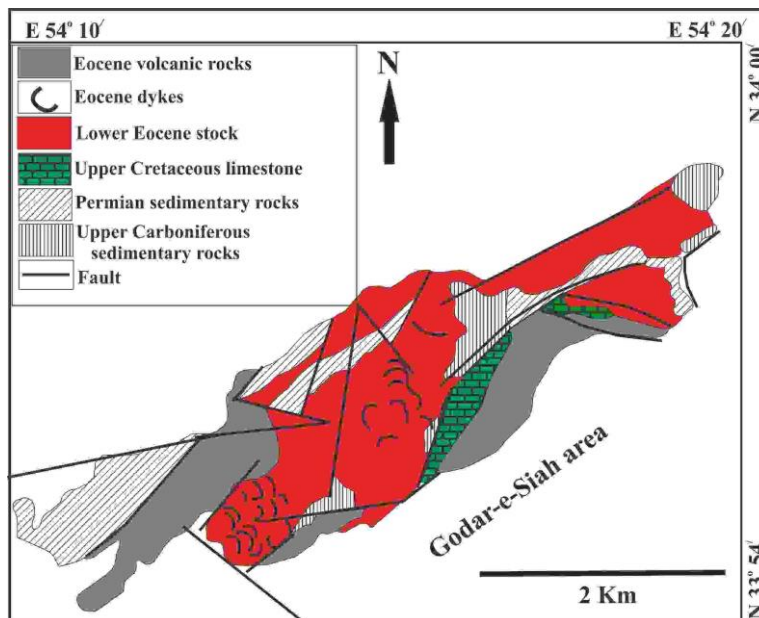 E 54° 10′
E 54° 20′
N 34° 00′
Eocene volcanic rocks
Eocene dykes
Lower Eocene stock
Upper Cretaceous limestone
Permian sedimentary rocks
Upper Carboniferous
sedimentary rocks
Fault
N
Godar-e-Siah area
2 Km
N 33° 54′